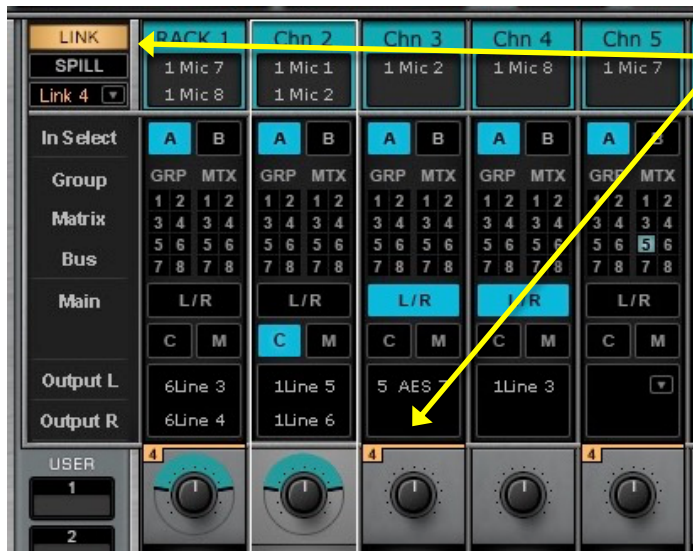 LINK
SPILL
Link 4
RACK 1 Chn 2 Chn 3 Chn 4 Chn 5
1 Mic 7 1 Mic 1 1 Mic 2 1 Mic 8 1 Mic 7
1 Mic 8 1 Mic 2
In Select A B A B A B A B A B
Group GRP MTX GRP MTX GRP MTX GRP MTX GRP MTX
1 2 1 2 1 2 1 2 1 2 1 2 1 2 1 2 1 2 1 2
Matrix 3 4 3 4 3 4 3 4 3 4 3 4 3 4 3 4 3 4 3 4
5 6 5 6 5 6 5 6 5 6 5 6 5 6 5 6 5 6 5 6
Bus 7 8 7 8 7 8 7 8 7 8 7 8 7 8 7 8 7 8 7 8
Main L/R L/R L/R L/R L/R
C M C M C M C M C M
Output L 6Line 3 1Line 5 5 AES 7 1Line 3
Output R 6Line 4 1Line 6
USER 4 4 4
1
2